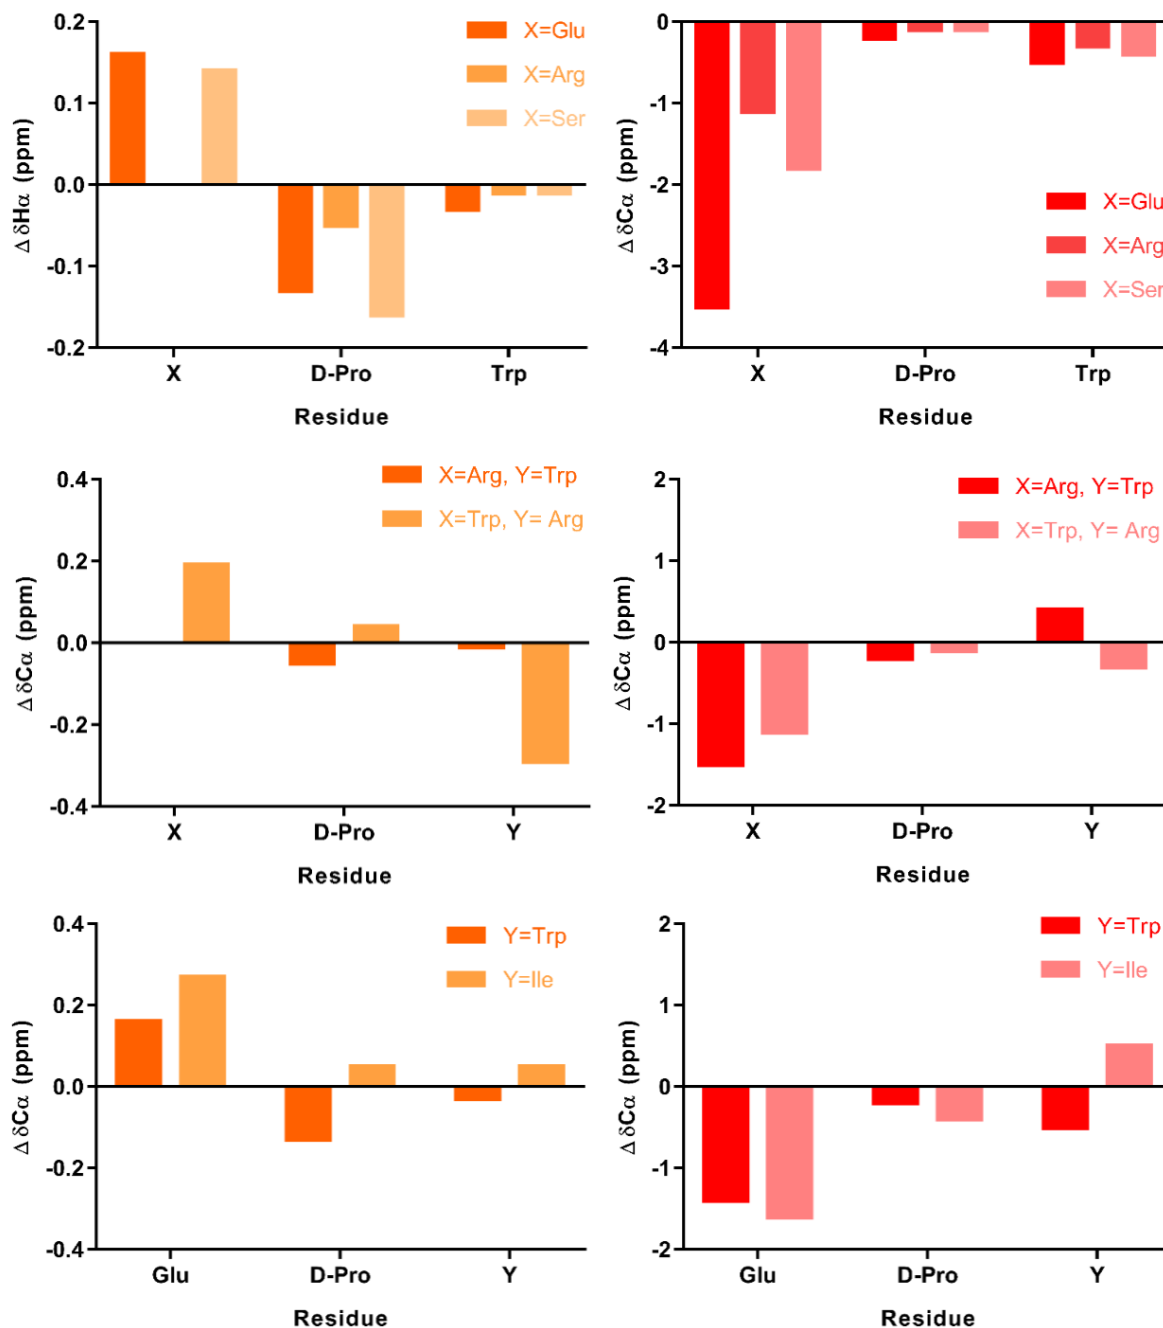 0.2
0.1
0.0
-0.1
-0.2
Δ δHα (ppm)
X=Glu
X=Arg
X=Ser
X D-Pro Trp
Residue
0
-1
-2
-3
-4
Δ δCα (ppm)
X=Glu
X=Arg
X=Ser
X D-Pro Trp
Residue
0.4
0.2
0.0
-0.2
-0.4
Δ δCα (ppm)
X=Arg, Y=Trp
X=Trp, Y= Arg
X D-Pro Y
Residue
2
1
0
-1
-2
Δ δCα (ppm)
X=Arg, Y=Trp
X=Trp, Y= Arg
X D-Pro Y
Residue
0.4
0.2
0.0
-0.2
-0.4
Δ δCα (ppm)
Y=Trp
Y=Ile
Glu D-Pro Y
Residue
2
1
0
-1
-2
Δ δCα (ppm)
Y=Trp
Y=Ile
Glu D-Pro Y
Residue